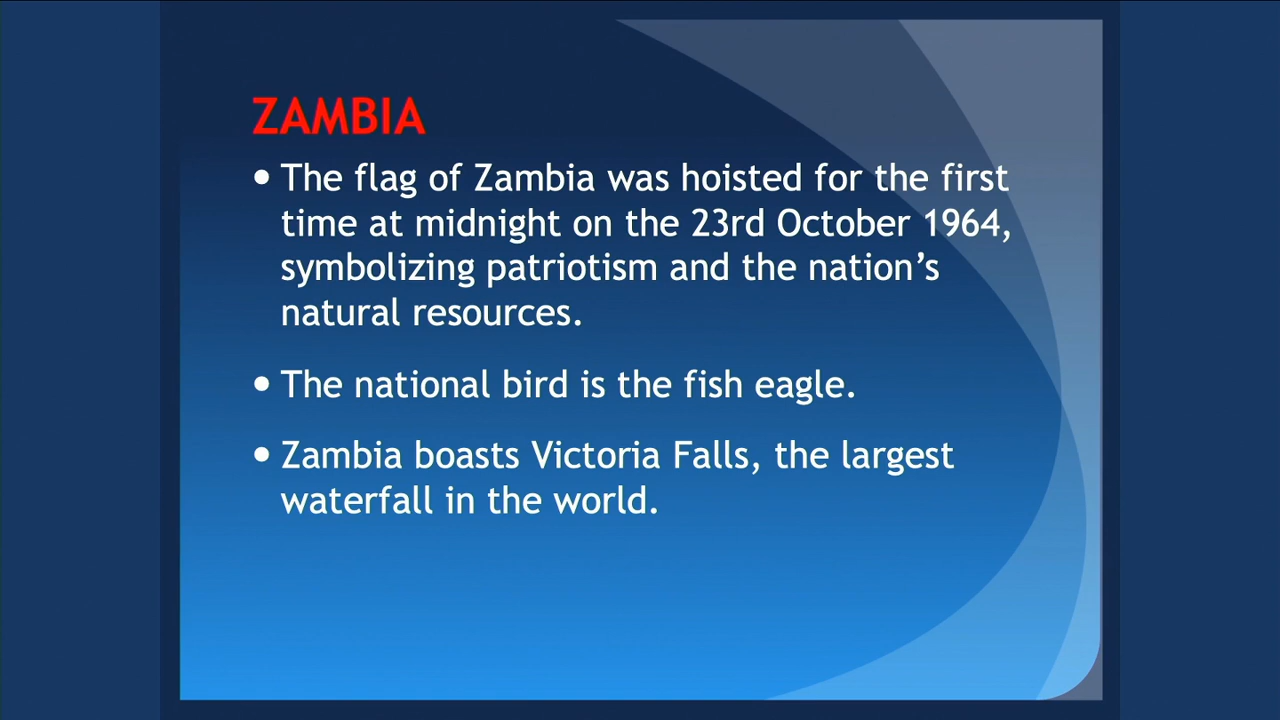 ZAMBIA
• The flag of Zambia was hoisted for the first
time at midnight on the 23rd October 1964,
symbolizing patriotism and the nation’s
natural resources.
• The national bird is the fish eagle.
• Zambia boasts Victoria Falls, the largest
waterfall in the world.